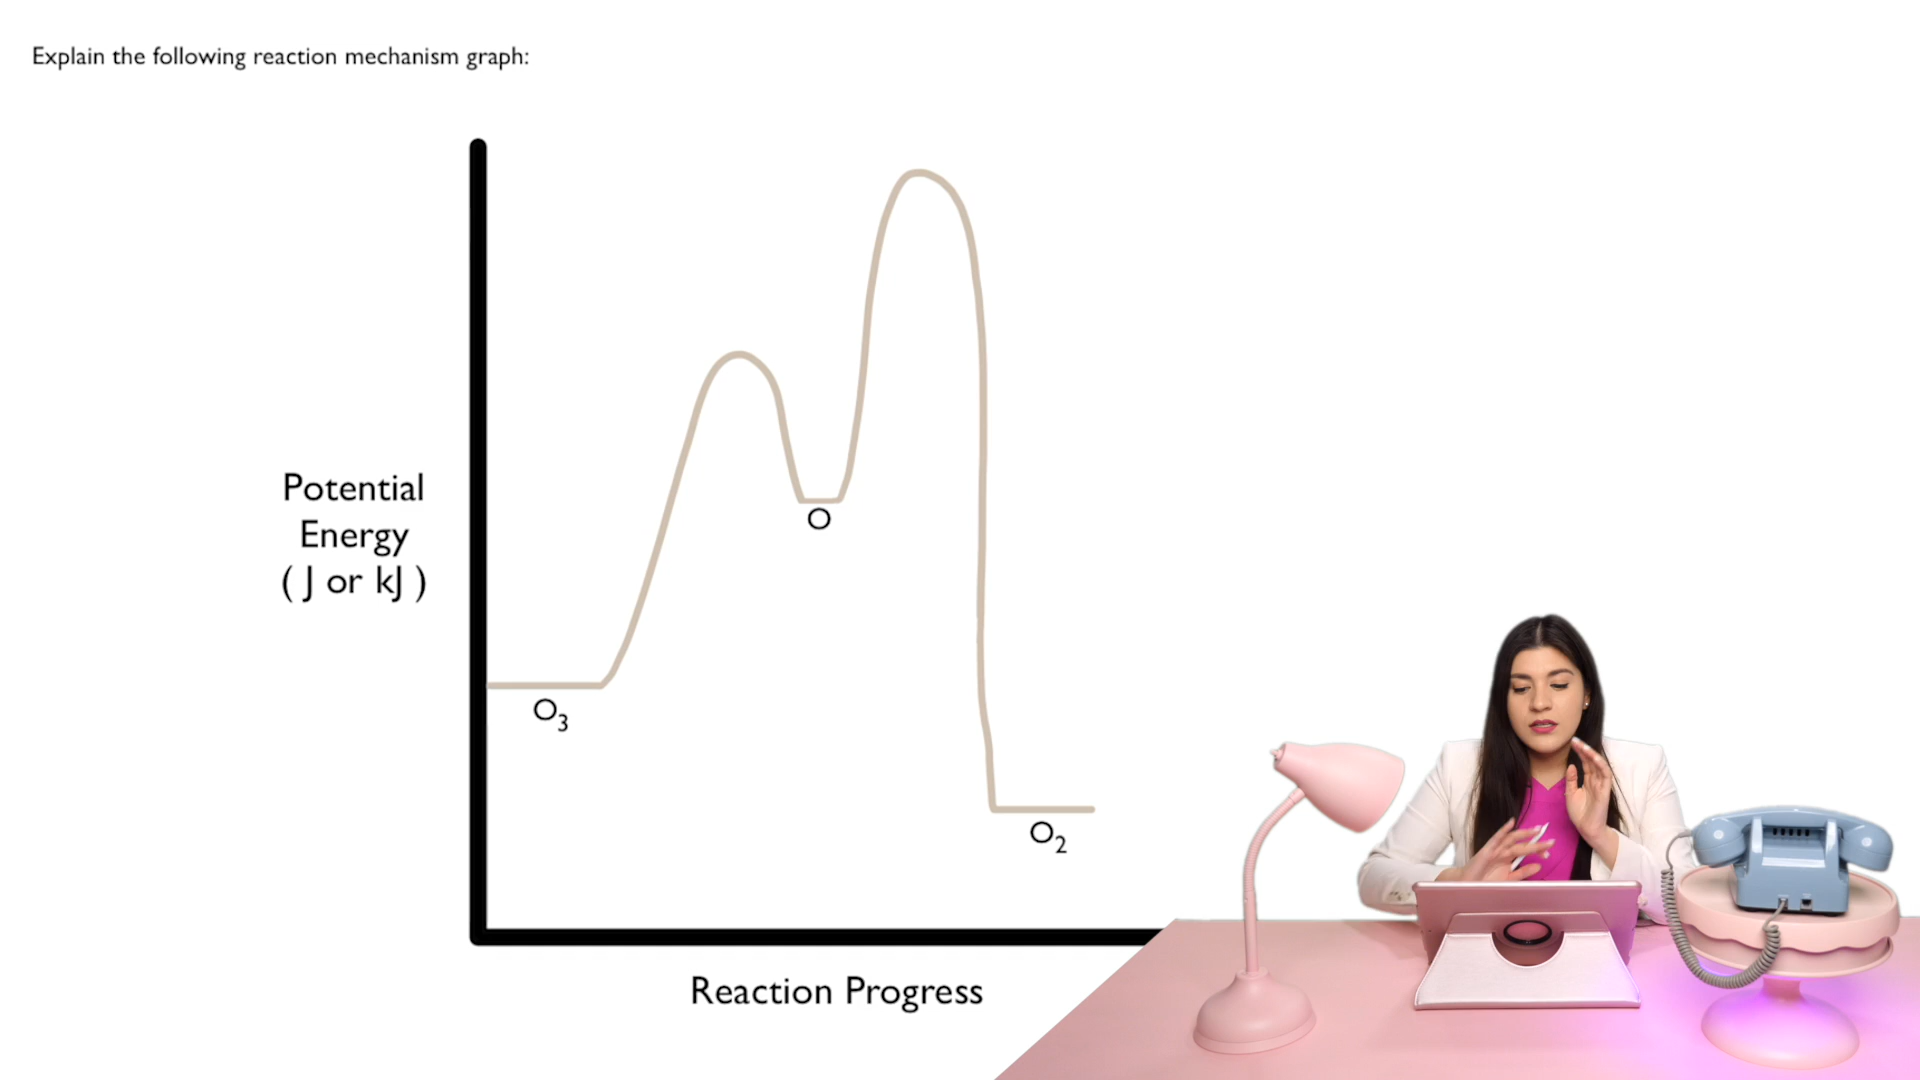 Explain the following reaction mechanism graph:
Potential
Energy
( J or kJ )
O
O₃
O₂
Reaction Progress